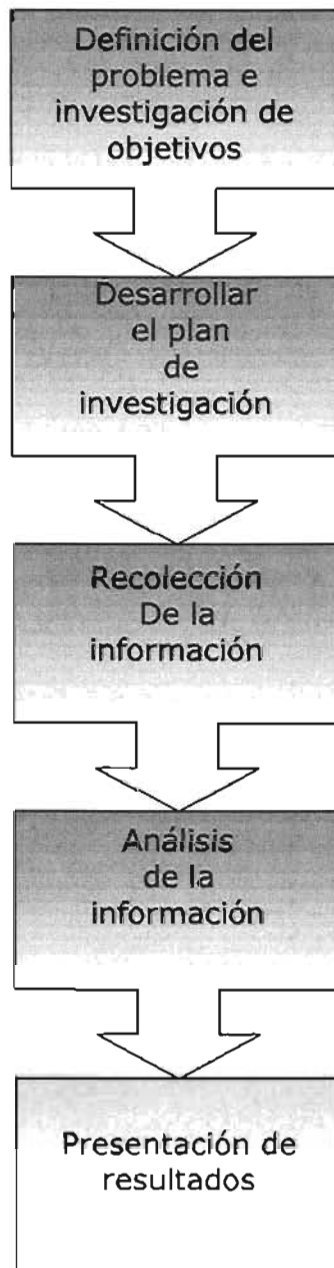 Definición del
problema e
investigación de
objetivos
Desarrollar
el plan
de
investigación
Recolección
De la
información
Análisis
de la
información
Presentación de
resultados